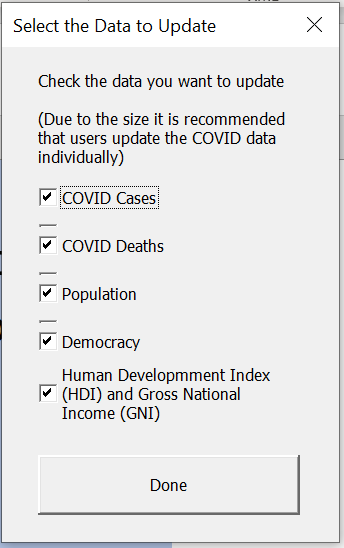 Select the Data to Update
Check the data you want to update
(Due to the size it is recommended
that users update the COVID data
individually)
COVID Cases
COVID Deaths
Population
Democracy
Human Developmment Index
(HDI) and Gross National
Income (GNI)
Done